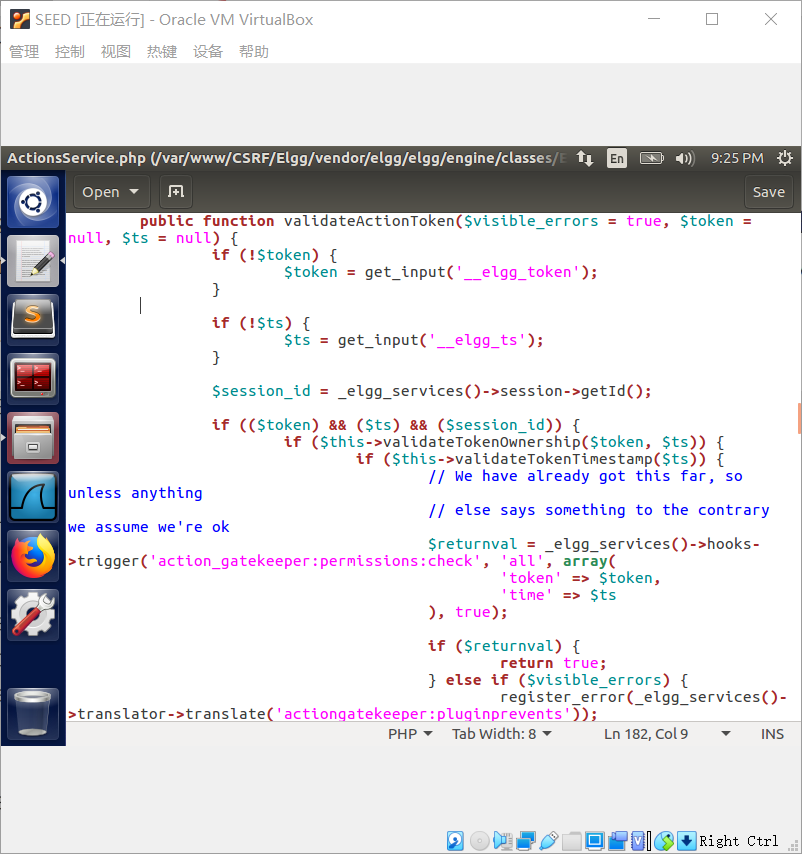 SEED [正在运行] - Oracle VM VirtualBox
管理 控制 视图 热键 设备 帮助
ActionsService.php (/var/www/CSRF/Elgg/vendor/elgg/elgg/engine/classes/E
En
9:25 PM
Open
Save
public function validateActionToken($visible_errors = true, $token =
null, $ts = null) {
if (!$token) {
$token = get_input('__elgg_token');
}
if (!$ts) {
$ts = get_input('__elgg_ts');
}
$session_id = _elgg_services()->session->getId();
if (($token) && ($ts) && ($session_id)) {
if ($this->validateTokenOwnership($token, $ts)) {
if ($this->validateTokenTimestamp($ts)) {
// We have already got this far, so
unless anything
// else says something to the contrary
we assume we're ok
$returnval = _elgg_services()->hooks-
>trigger('action_gatekeeper:permissions:check', 'all', array(
'token' => $token,
'time' => $ts
), true);
if ($returnval) {
return true;
} else if ($visible_errors) {
register_error(_elgg_services()-
>translator->translate('actiongatekeeper:pluginprevents'));
PHP Tab Width: 8 Ln 182, Col 9 INS
Right Ctrl